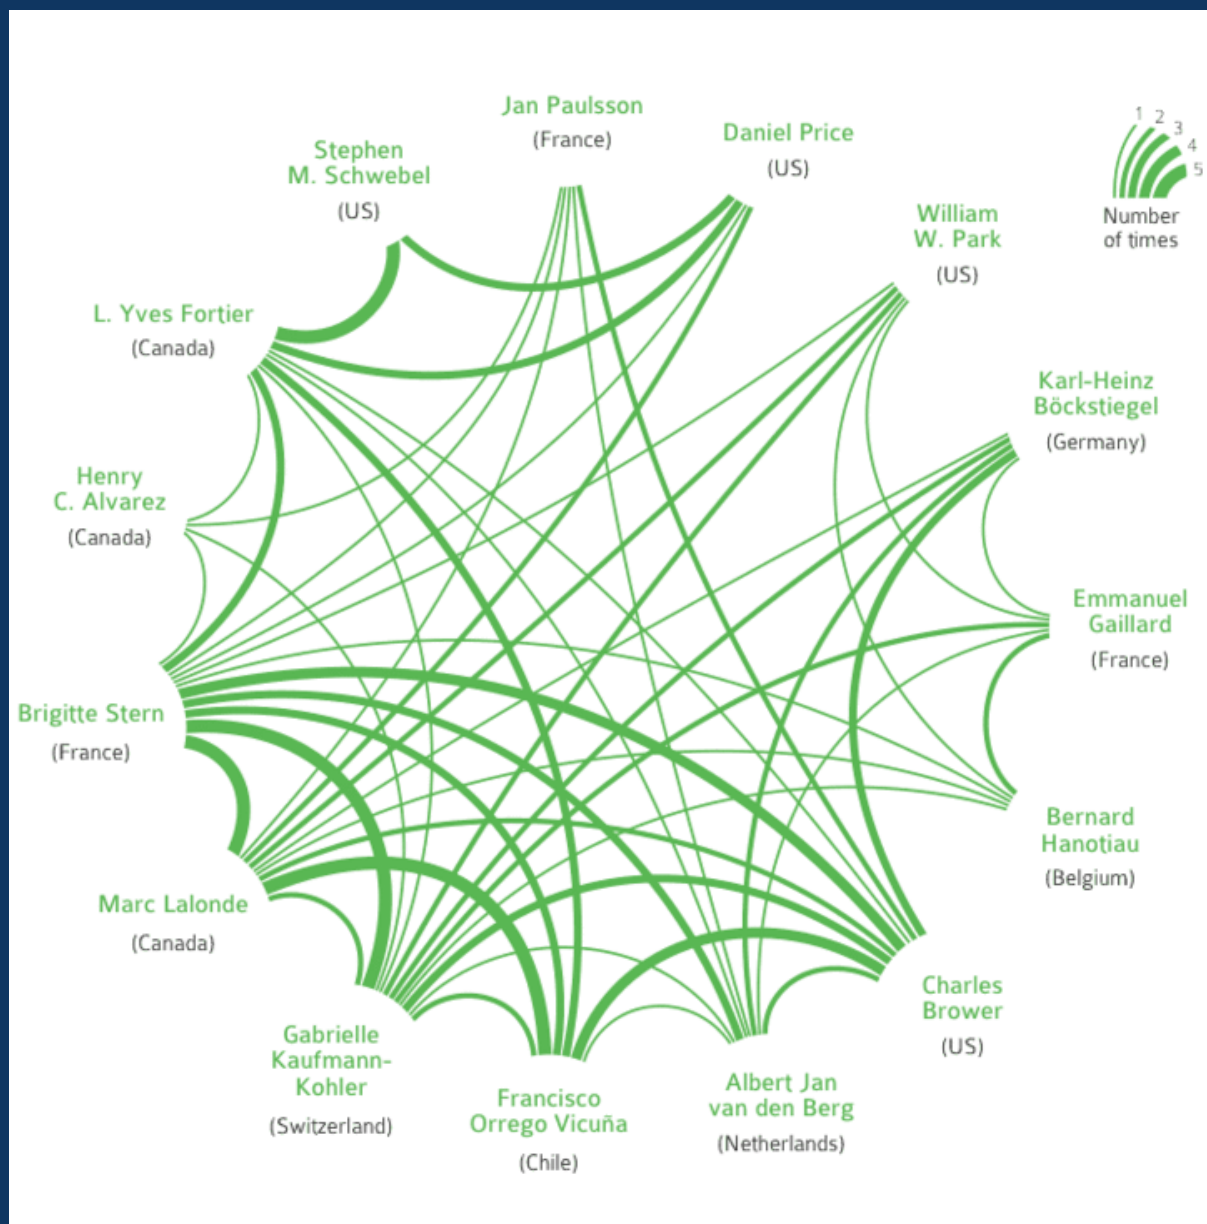 Jan Paulsson
(France)
Daniel Price
(US)
1
2
3
4
5
Number
of times
Stephen
M. Schwebel
(US)
William
W. Park
(US)
L. Yves Fortier
(Canada)
Karl-Heinz
Böckstiegel
(Germany)
Henry
C. Alvarez
(Canada)
Emmanuel
Gaillard
(France)
Brigitte Stern
(France)
Bernard
Hanotiau
(Belgium)
Marc Lalonde
(Canada)
Charles
Brower
(US)
Gabrielle
Kaufmann-
Kohler
(Switzerland)
Francisco
Orrego Vicuña
(Chile)
Albert Jan
van den Berg
(Netherlands)